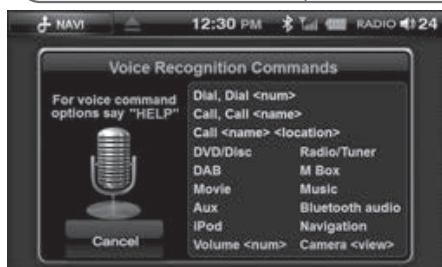 NAVI 12:30 PM RADIO 24
Voice Recognition Commands
For voice command
options say "HELP"
Cancel
Dial, Dial <num>
Call, Call <name>
Call <name> <location>
DVD/Disc Radio/Tuner
DAB M Box
Movie Music
Aux Bluetooth audio
iPod Navigation
Volume <num> Camera <view>